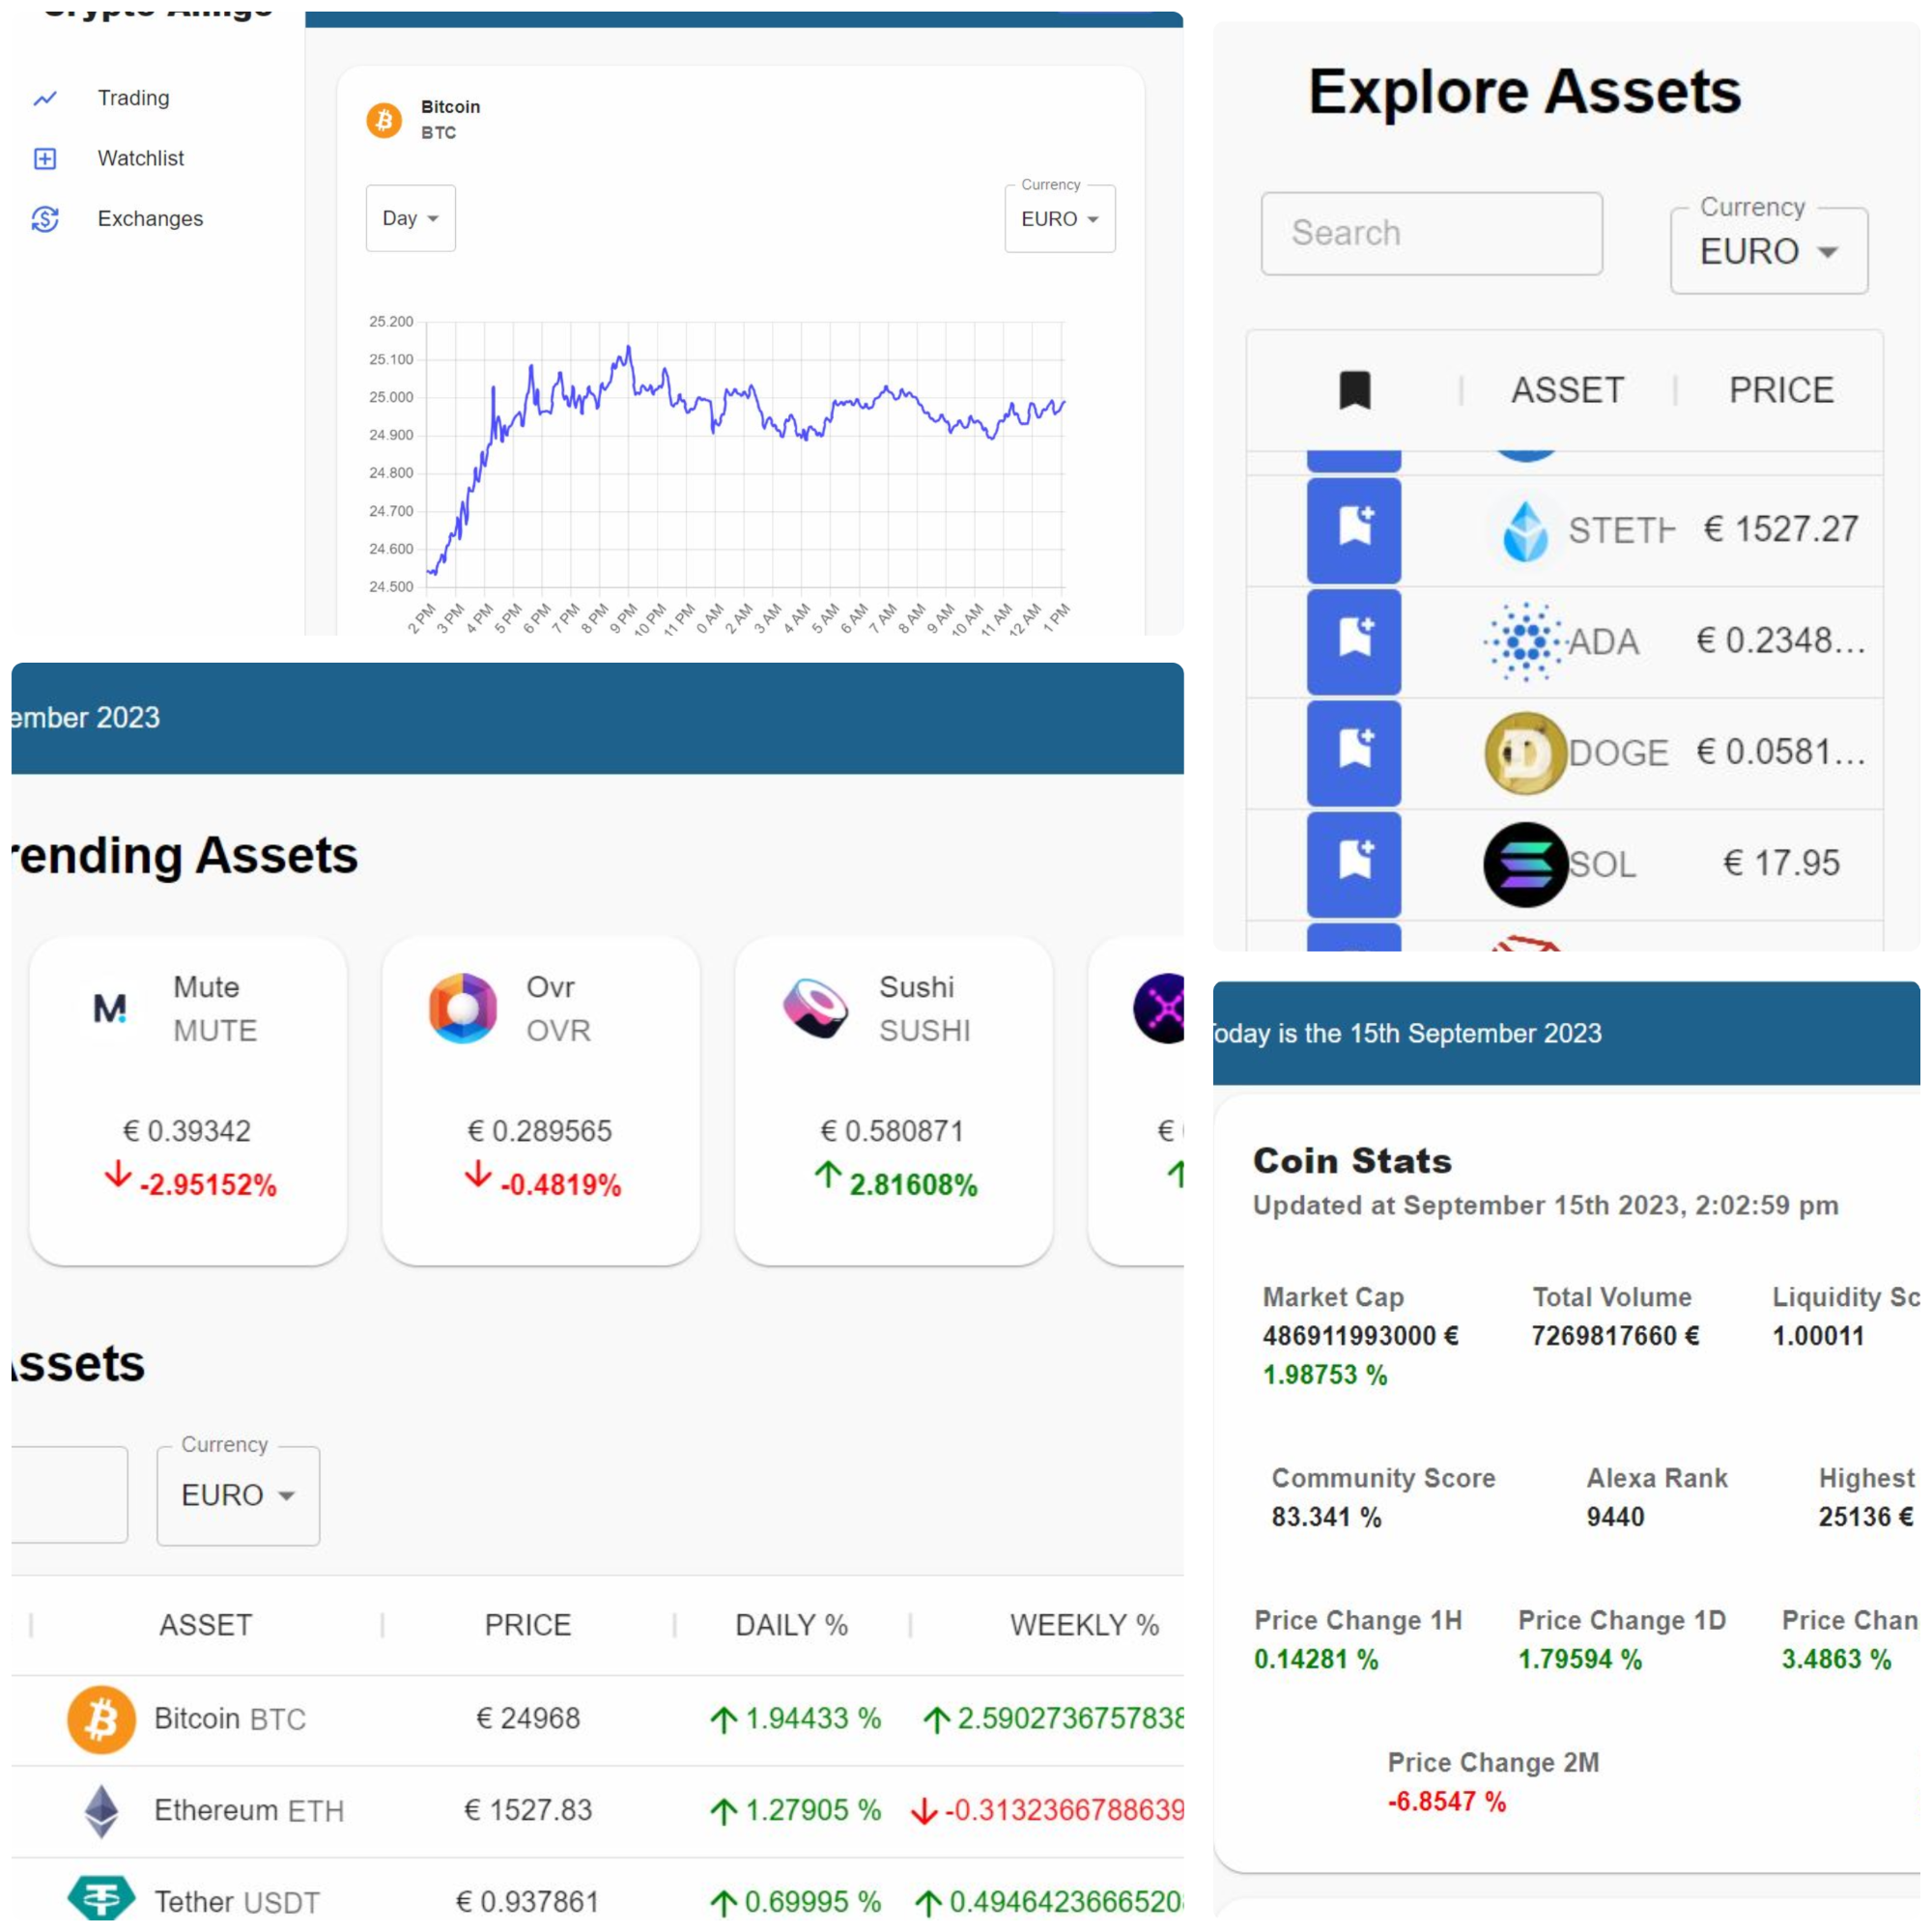 Crypto Amigo
Trading
Watchlist
Exchanges
Bitcoin
BTC
Day
Currency
EURO
25.200
25.100
25.000
24.900
24.800
24.700
24.600
24.500
2 PM
3 PM
4 PM
5 PM
6 PM
7 PM
8 PM
9 PM
10 PM
11 PM
0 AM
2 AM
3 AM
4 AM
5 AM
6 AM
7 AM
8 AM
9 AM
10 AM
11 AM
12 AM
1 PM
Explore Assets
Search
Currency
EURO
ASSET PRICE
STETH € 1527.27
ADA € 0.2348...
DOGE € 0.0581...
SOL € 17.95
ember 2023
rending Assets
M.
Mute
MUTE
€ 0.39342
-2.95152%
Ovr
OVR
€ 0.289565
-0.4819%
Sushi
SUSHI
€ 0.580871
2.81608%
€
ssets
Currency
EURO
ASSET PRICE DAILY % WEEKLY %
Bitcoin BTC € 24968 1.94433 % 2.5902736757838
Ethereum ETH € 1527.83 1.27905 % -0.3132366788639
Tether USDT € 0.937861 0.69995 % 0.4946423666520
oday is the 15th September 2023
Coin Stats
Updated at September 15th 2023, 2:02:59 pm
Market Cap
486911993000 €
1.98753 %
Total Volume
7269817660 €
Liquidity Sc
1.00011
Community Score
83.341 %
Alexa Rank
9440
Highest
25136 €
Price Change 1H
0.14281 %
Price Change 1D
1.79594 %
Price Chan
3.4863 %
Price Change 2M
-6.8547 %